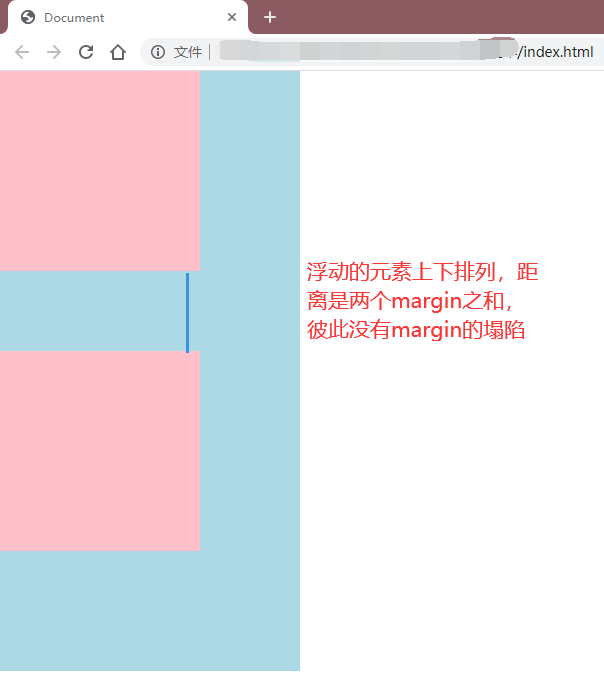 Document
文件
/index.html
浮动的元素上下排列，距
离是两个margin之和，
彼此没有margin的塌陷